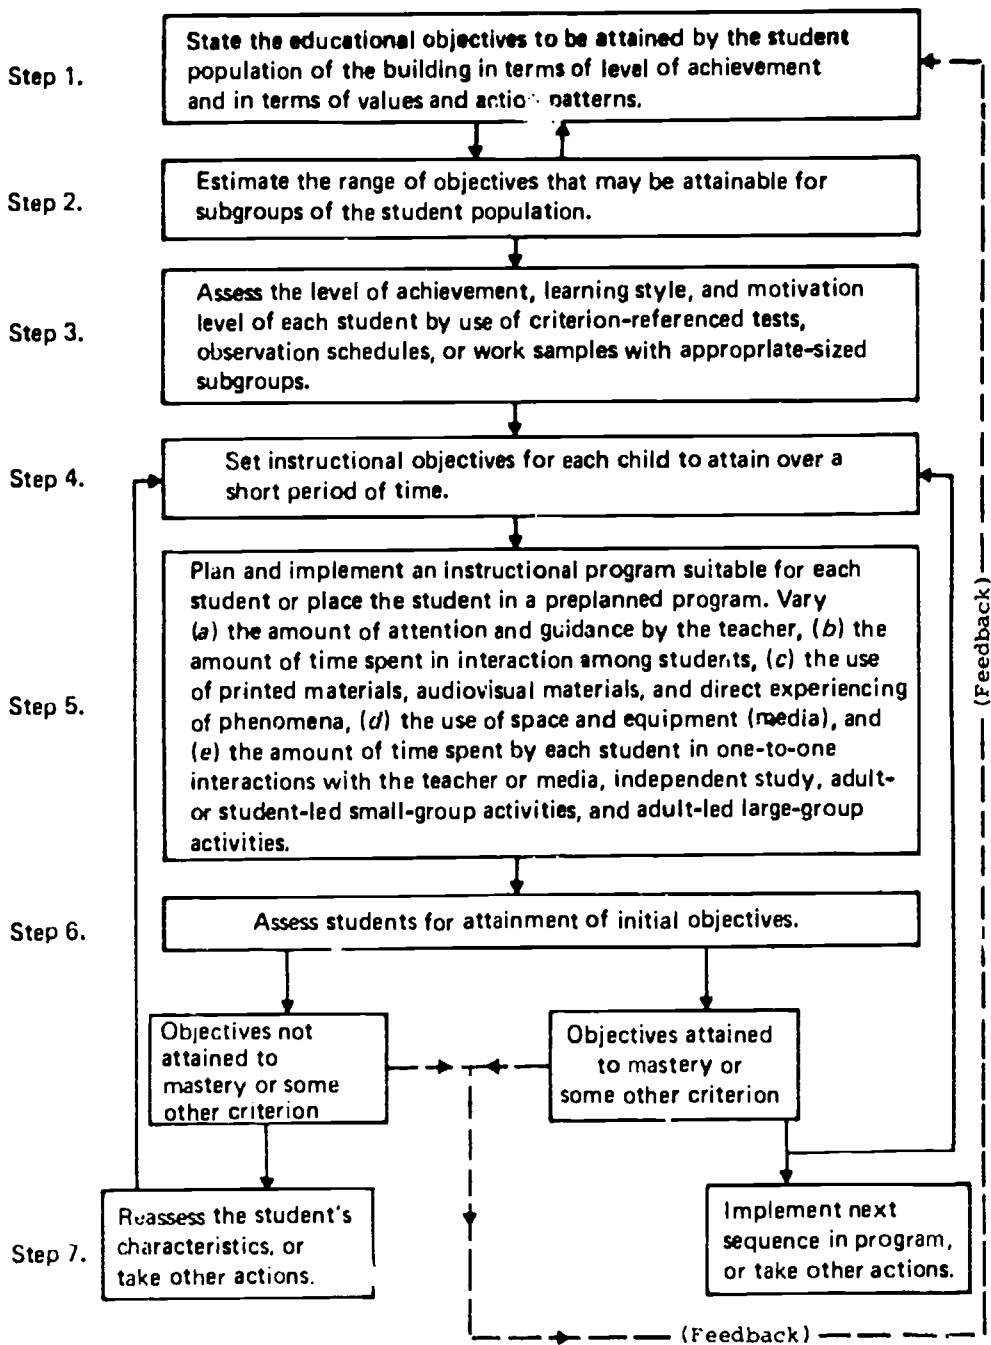 Step 1.
State the educational objectives to be attained by the student
population of the building in terms of level of achievement
and in terms of values and action patterns.
Step 2.
Estimate the range of objectives that may be attainable for
subgroups of the student population.
Step 3.
Assess the level of achievement, learning style, and motivation
level of each student by use of criterion-referenced tests,
observation schedules, or work samples with appropriate-sized
subgroups.
Step 4.
Set instructional objectives for each child to attain over a
short period of time.
Step 5.
Plan and implement an instructional program suitable for each
student or place the student in a preplanned program. Vary
(a) the amount of attention and guidance by the teacher, (b) the
amount of time spent in interaction among students, (c) the use
of printed materials, audiovisual materials, and direct experiencing
of phenomena, (d) the use of space and equipment (media), and
(e) the amount of time spent by each student in one-to-one
interactions with the teacher or media, independent study, adult-
or student-led small-group activities, and adult-led large-group
activities.
(Feedback)
Step 6.
Assess students for attainment of initial objectives.
Objectives not
attained to
mastery or some
other criterion
Objectives attained
to mastery or
some other criterion
Step 7.
Reassess the student's
characteristics, or
take other actions.
Implement next
sequence in program,
or take other actions.
(Feedback)